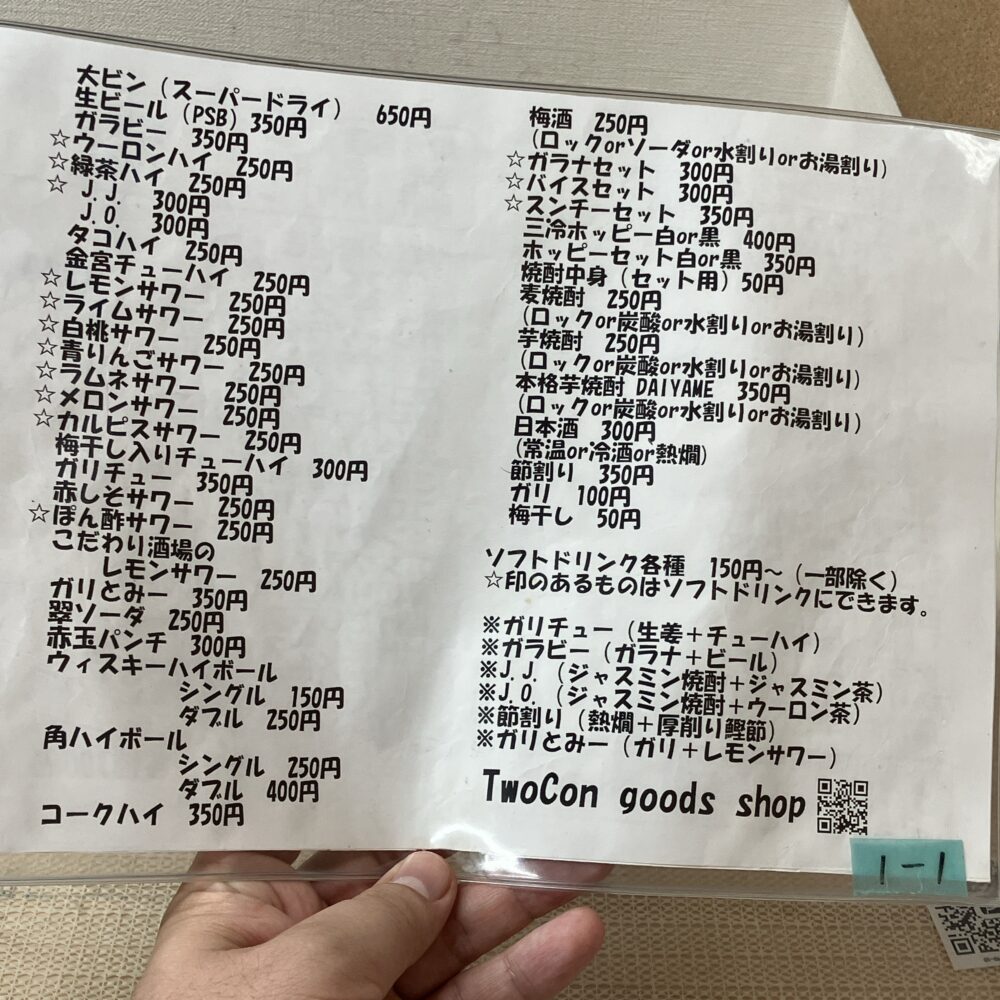 大ビン（スーパードライ） 650円
生ビール（PSB）350円
ガラビー 350円
☆ウーロンハイ 250円
☆緑茶ハイ 250円
☆ J.J. 300円
J.O. 300円
タコハイ 250円
金宮チューハイ 250円
☆レモンサワー 250円
☆ライムサワー 250円
☆白桃サワー 250円
☆青りんごサワー 250円
☆ラムネサワー 250円
☆メロンサワー 250円
☆カルピスサワー 250円
梅干し入りチューハイ 300円
ガリチュー 350円
赤しそサワー 250円
☆ぽん酢サワー 250円
こだわり酒場の
レモンサワー 250円
ガリとみー 350円
翠ソーダ 250円
赤玉パンチ 300円
ウィスキーハイボール
シングル 150円
ダブル 250円
角ハイボール
シングル 250円
ダブル 400円
コークハイ 350円
梅酒 250円
（ロックorソーダor水割りorお湯割り）
☆ガラナセット 300円
☆バイスセット 300円
☆スンチーセット 350円
三冷ホッピー白or黒 400円
ホッピーセット白or黒 350円
焼酎中身（セット用）50円
麦焼酎 250円
（ロックor炭酸or水割りorお湯割り）
芋焼酎 250円
（ロックor炭酸or水割りorお湯割り）
本格芋焼酎 DAIYAME 350円
（ロックor炭酸or水割りorお湯割り）
日本酒 300円
（常温or冷酒or熱燗）
節割り 350円
ガリ 100円
梅干し 50円
ソフトドリンク各種 150円～（一部除く）
☆印のあるものはソフトドリンクにできます。
※ガリチュー（生姜＋チューハイ）
※ガラビー（ガラナ＋ビール）
※J.J.（ジャスミン焼酎＋ジャスミン茶）
※J.O.（ジャスミン焼酎＋ウーロン茶）
※節割り（熱燗＋厚削り鰹節）
※ガリとみー（ガリ＋レモンサワー）
TwoCon goods shop
1-1